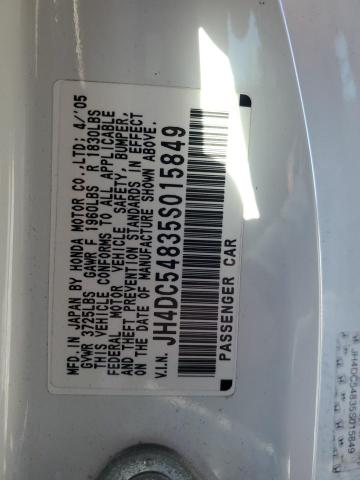 MFD.IN JAPAN BY HONDA MOTOR CO.,LTD; 4/'05
GVWR 3725LBS GAWR F 1960LBS R 1830LBS
THIS VEHICLE CONFORMS TO ALL APPLICABLE
FEDERAL MOTOR VEHICLE SAFETY, BUMPER,
AND THEFT PREVENTION STANDARDS IN EFFECT
ON THE DATE OF MANUFACTURE SHOWN ABOVE.
V.I.N. JH4DC54835S015849
PASSENGER CAR
JH4DC54835S015849